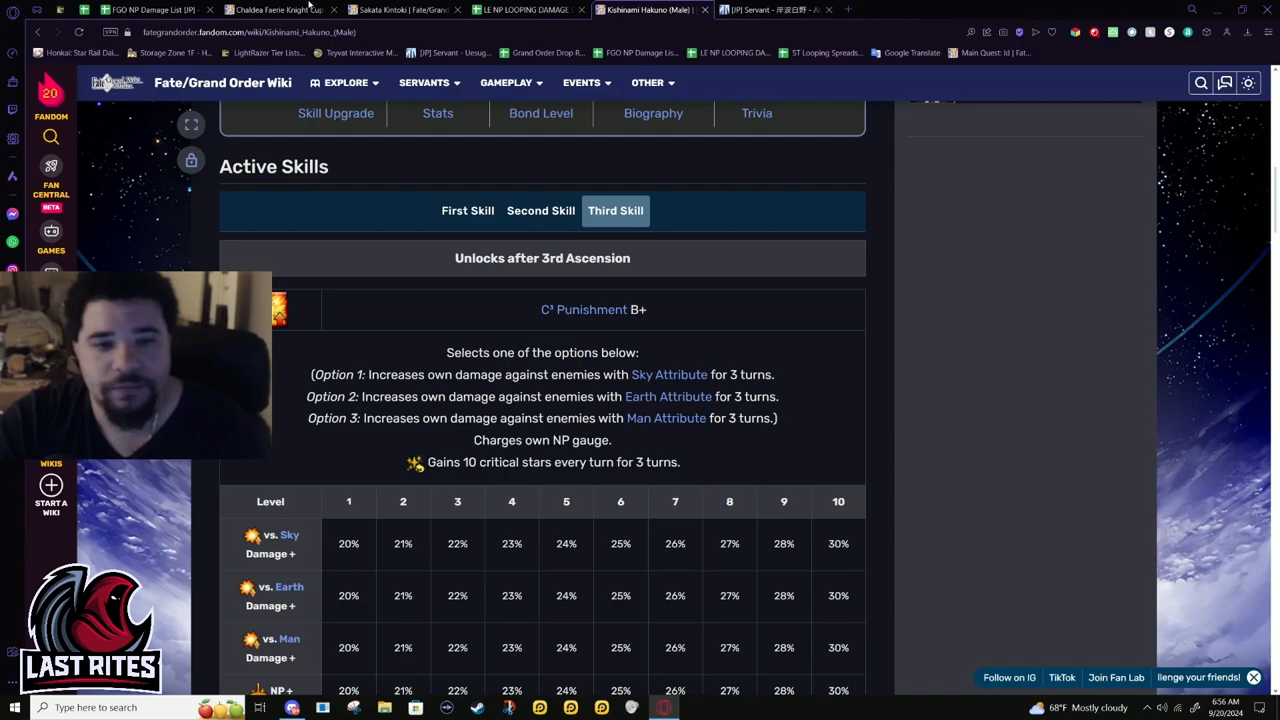 FGO NP Damage List [JP] -
Chaldea Faerie Knight Cup
Sakata Kintoki | Fate/Grand
LE NP LOOPING DAMAGE S
Kishinami Hakuno (Male) |
[JP] Servant - 岸波白野 - A
VPN
fategrandorder.fandom.com/wiki/Kishinami_Hakuno_(Male)
Honkai: Star Rail Dai...
Storage Zone 1F - H...
LightRazer Tier Lists...
Teyvat Interactive M...
[JP] Servant - Uesug...
Grand Order Drop R...
FGO NP Damage Lis...
LE NP LOOPING DA...
ST Looping Spreads...
Google Translate
Main Quest: Id | Fat...
20
FANDOM
Fate/Grand Order Wiki
EXPLORE
SERVANTS
GAMEPLAY
EVENTS
OTHER
FAN
CENTRAL
BETA
GAMES
WIKIS
START A
WIKI
Skill Upgrade
Stats
Bond Level
Biography
Trivia
Active Skills
First Skill
Second Skill
Third Skill
Unlocks after 3rd Ascension
C³ Punishment B+
Selects one of the options below:
(Option 1: Increases own damage against enemies with Sky Attribute for 3 turns.
Option 2: Increases own damage against enemies with Earth Attribute for 3 turns.
Option 3: Increases own damage against enemies with Man Attribute for 3 turns.)
Charges own NP gauge.
Gains 10 critical stars every turn for 3 turns.
Level 1 2 3 4 5 6 7 8 9 10
vs. Sky
Damage +
20% 21% 22% 23% 24% 25% 26% 27% 28% 30%
vs. Earth
Damage +
20% 21% 22% 23% 24% 25% 26% 27% 28% 30%
vs. Man
Damage +
20% 21% 22% 23% 24% 25% 26% 27% 28% 30%
NP +
20% 21% 22% 23% 24% 25% 26% 27% 28% 30%
LAST RITES
Follow on IG
TikTok
Join Fan Lab
llenge your friends!
Type here to search
68°F Mostly cloudy
6:56 AM
9/20/2024